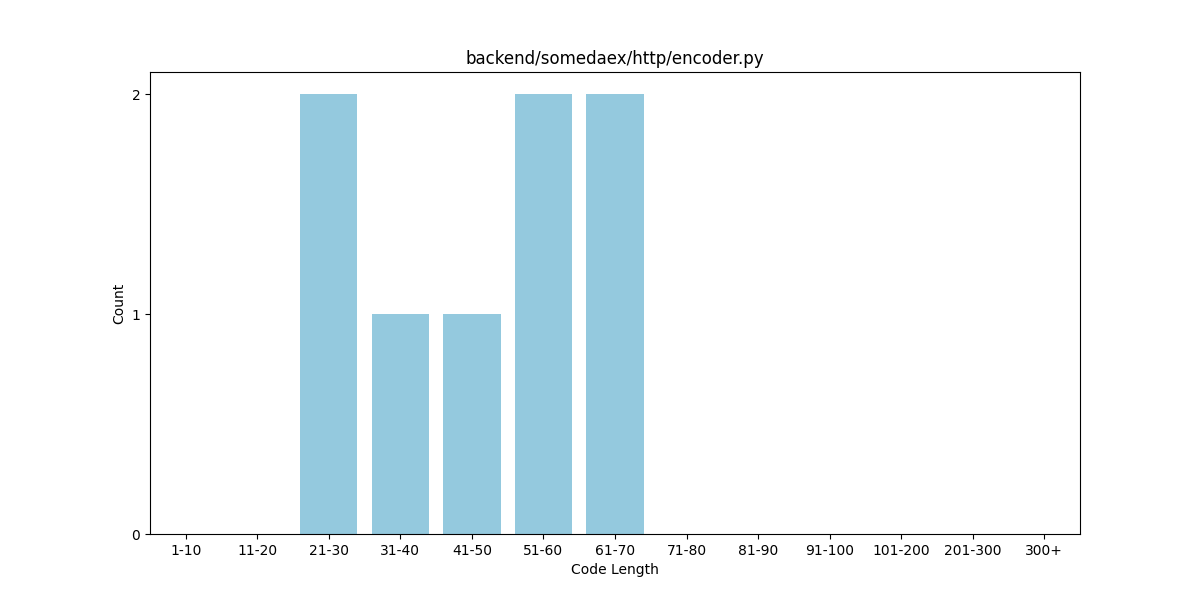 backend/somedaex/http/encoder.py
2
1
0
Count
1-10 11-20 21-30 31-40 41-50 51-60 61-70 71-80 81-90 91-100 101-200 201-300 300+
Code Length